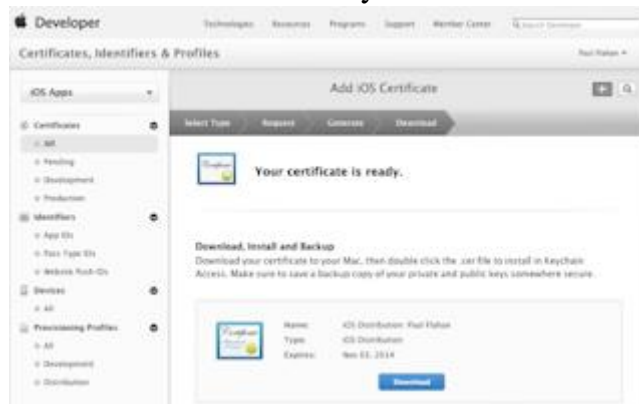 Developer
Technologies Resources Programs Support Member Center Search Developer
Certificates, Identifiers & Profiles
iOS Apps
Add iOS Certificate
Select Type Request Generate Download
Certificates
All
Pending
Development
Production
Your certificate is ready.
Identifiers
App IDs
Pass Type IDs
Website Push IDs
Download, Install and Backup
Download your certificate to your Mac, then double click the .cer file to install in Keychain
Access. Make sure to save a backup copy of your private and public keys somewhere secure.
Devices
All
Provisioning Profiles
All
Development
Distribution
Name: iOS Distribution: Paul
Type: iOS Distribution
Expires: Nov 03, 2014
Download